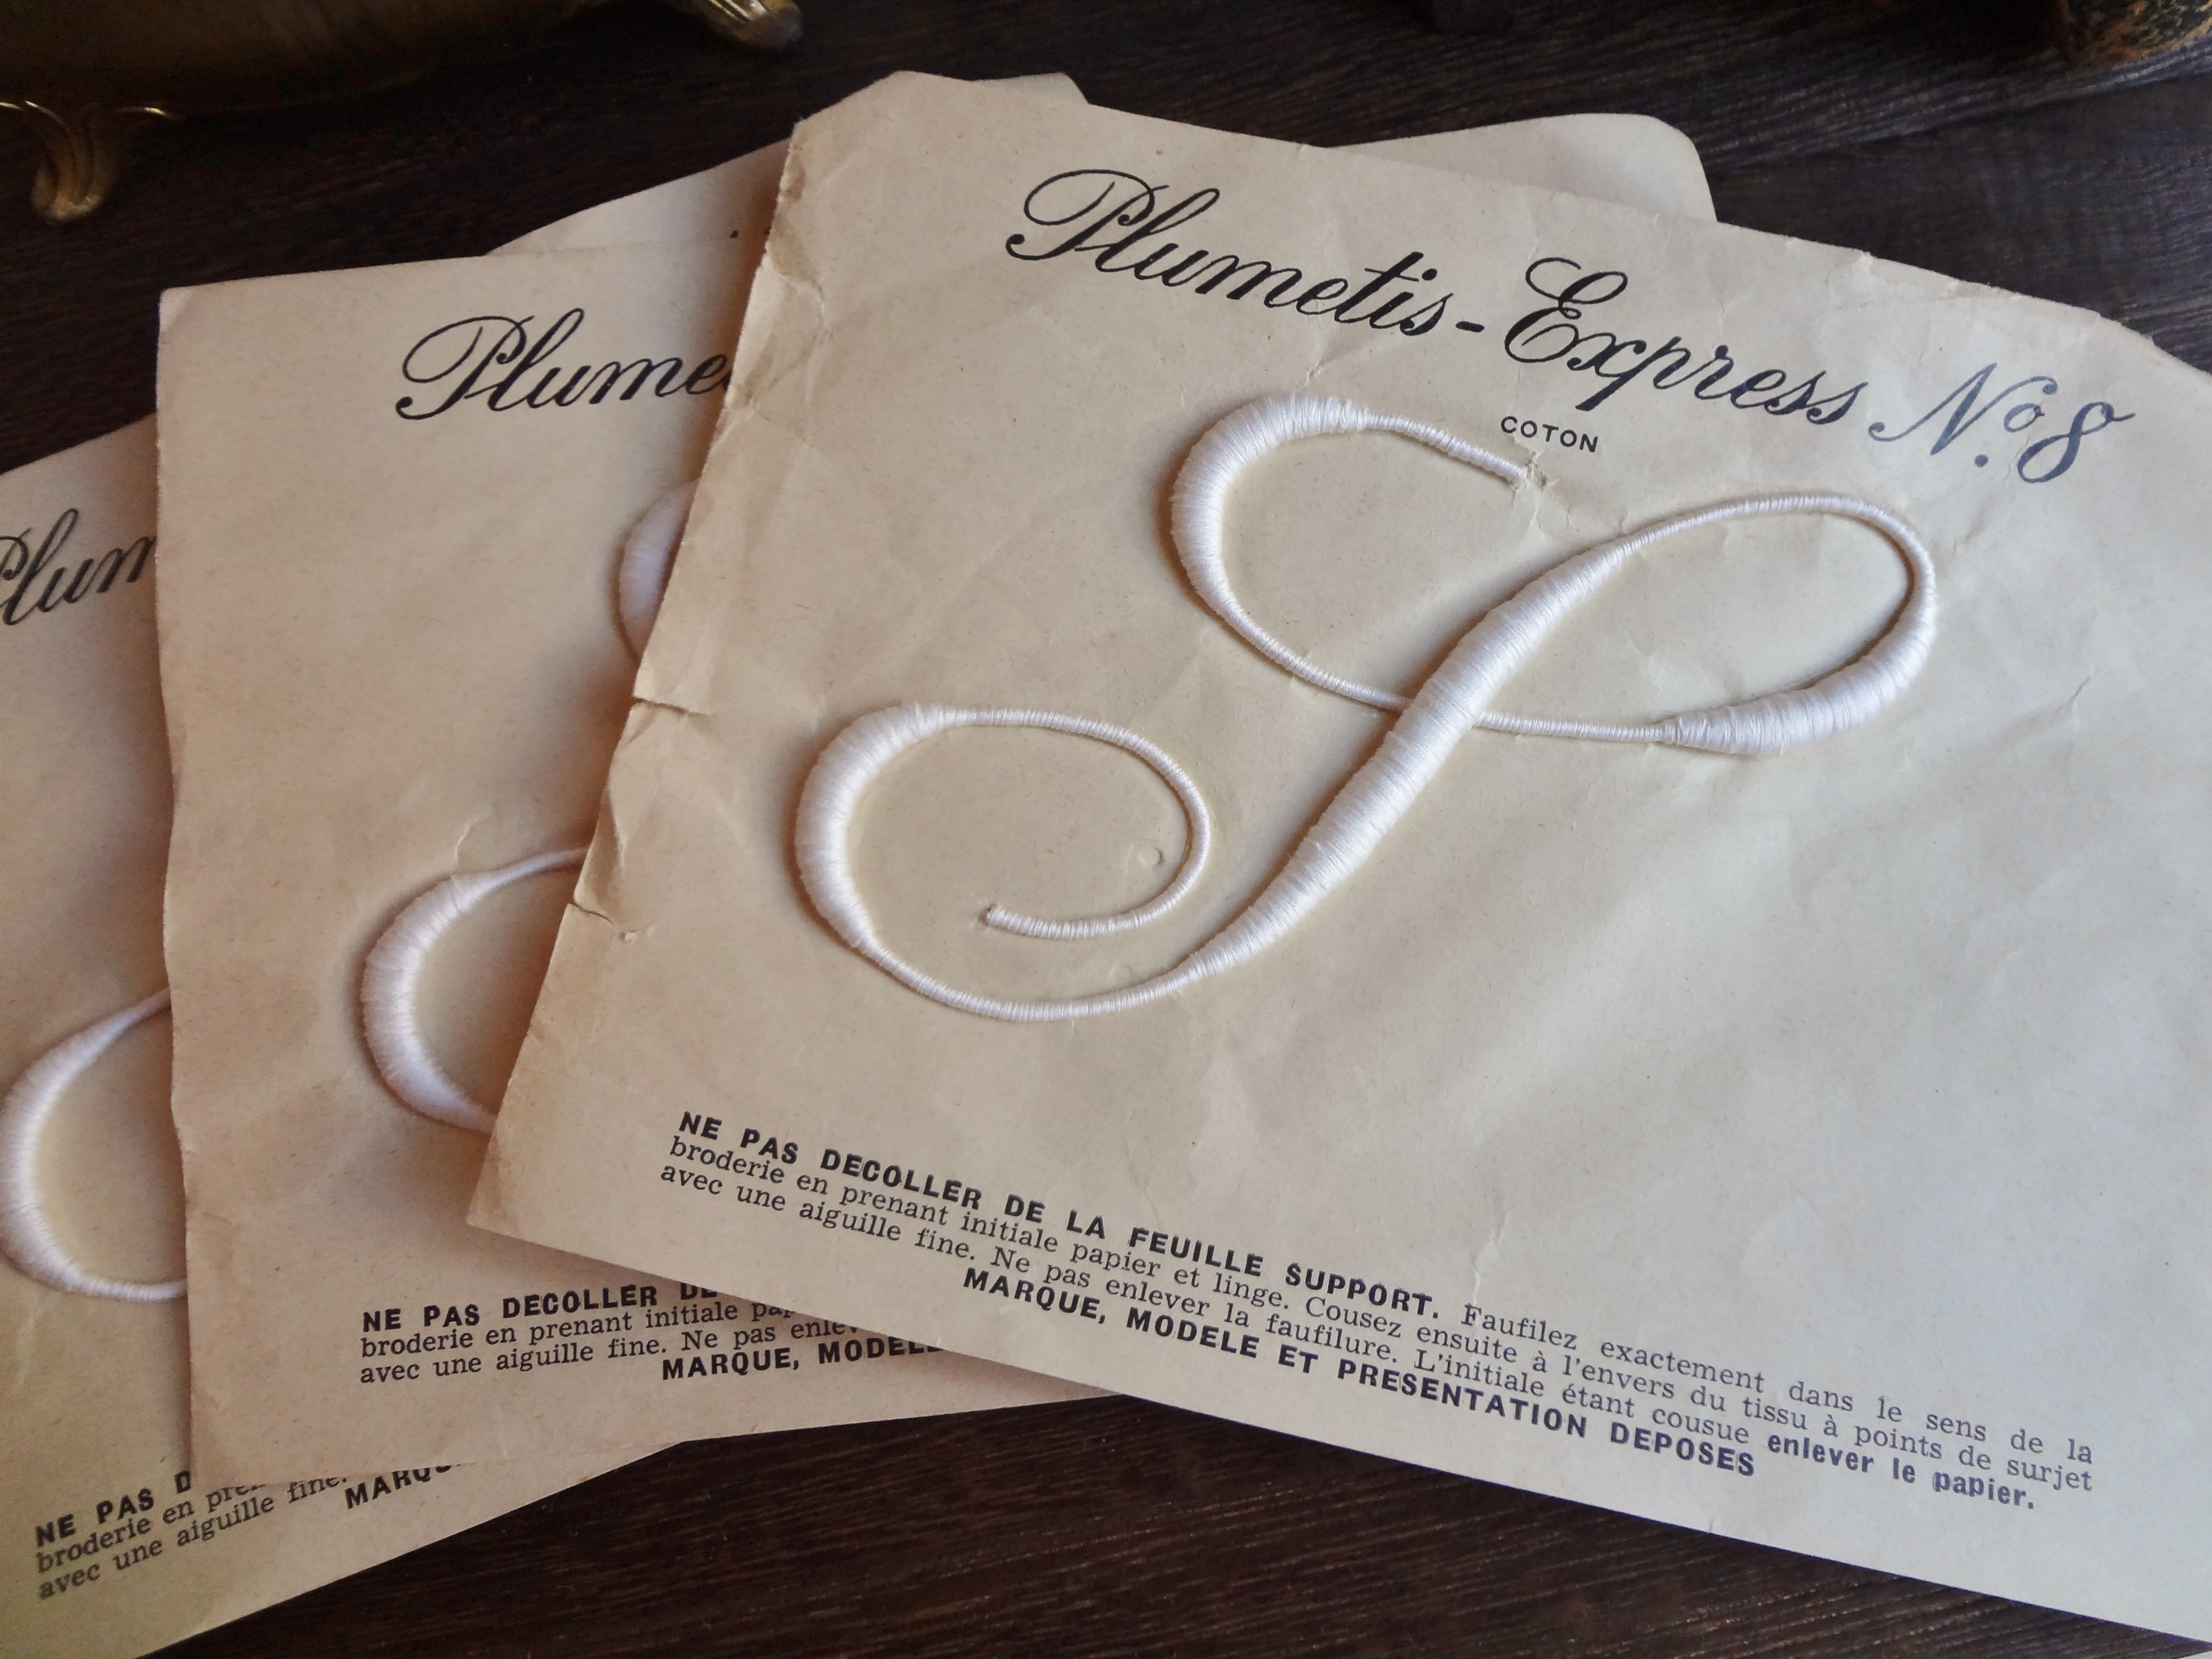 Plumetis-Express No. 8
COTON
NE PAS DECOLLER DE LA FEUILLE SUPPORT. Faufilez exactement dans le sens de la
broderie en prenant initiale papier et linge. Cousez ensuite à l'envers du tissu à points de surjet
avec une aiguille fine. Ne pas enlever la faufilure. L'initiale étant cousue enlever le papier.
MARQUE, MODELE ET PRESENTATION DEPOSES
Plume
NE PAS DECOLLER DE
broderie en prenant initiale pap
avec une aiguille fine. Ne pas enlev
MARQUE, MODELE
Plum
NE PAS D
broderie en pre
avec une aiguille fine.
MARQU